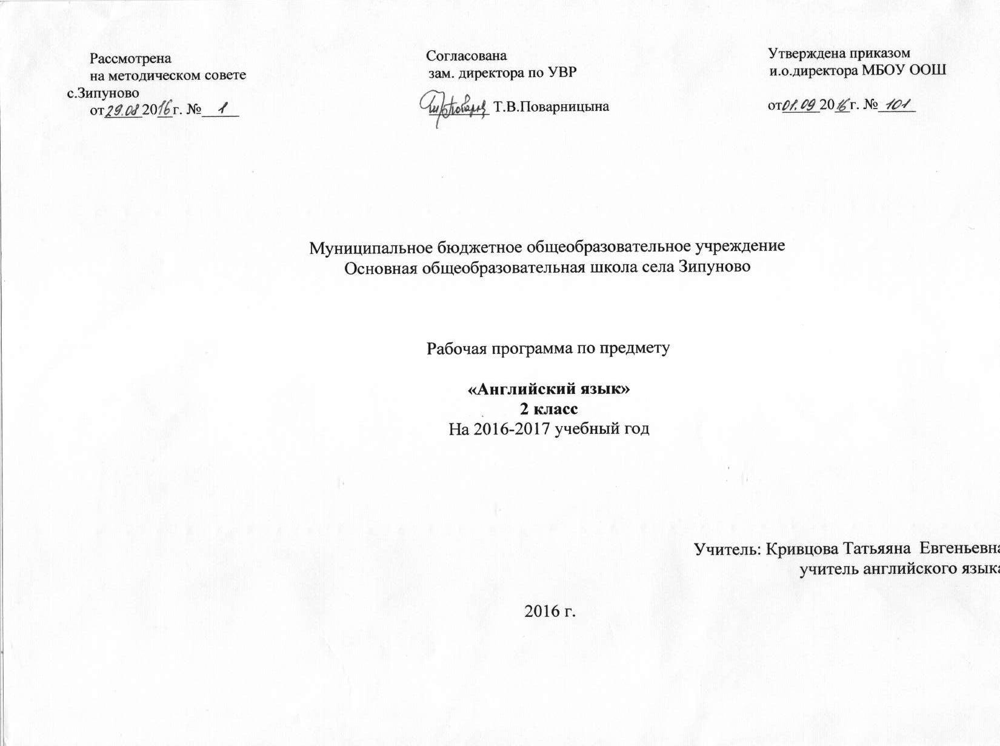 Рассмотрена
на методическом совете
с.Зипуново
от 29.08 2016 г. № 1
Согласована
зам. директора по УВР
Т.В.Поварницына
Утверждена приказом
и.о.директора МБОУ ООШ
от 01.09 2016 г. № 101
Муниципальное бюджетное общеобразовательное учреждение
Основная общеобразовательная школа села Зипуново
Рабочая программа по предмету
«Английский язык»
2 класс
На 2016-2017 учебный год
Учитель: Кривцова Татьяяна Евгеньевна
учитель английского языка
2016 г.